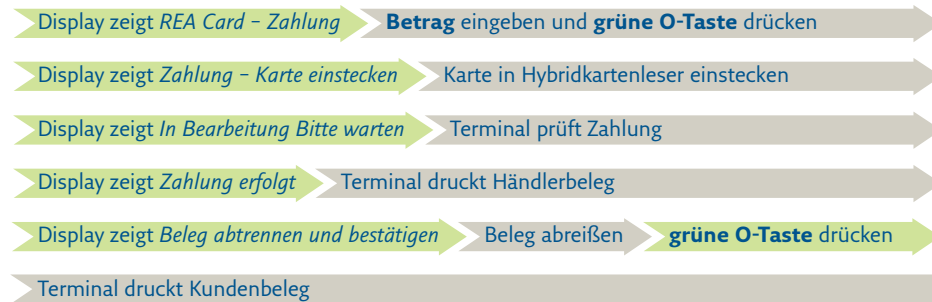 Display zeigt REA Card – Zahlung Betrag eingeben und grüne O-Taste drücken
Display zeigt Zahlung – Karte einstecken Karte in Hybridkartenleser einstecken
Display zeigt In Bearbeitung Bitte warten Terminal prüft Zahlung
Display zeigt Zahlung erfolgt Terminal druckt Händlerbeleg
Display zeigt Beleg abtrennen und bestätigen Beleg abreißen grüne O-Taste drücken
Terminal druckt Kundenbeleg